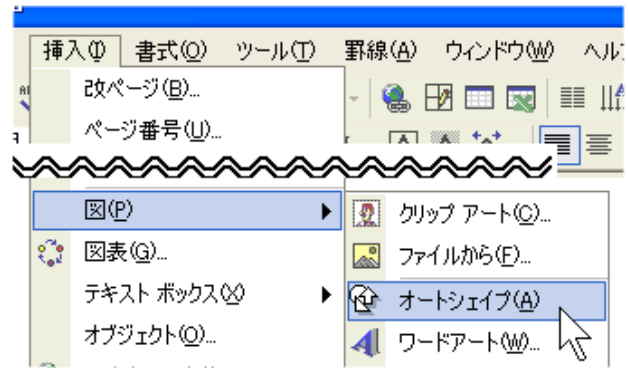 挿入(I) 書式(O) ツール(T) 罫線(A) ウィンドウ(W) ヘル
改ページ(B)...
ページ番号(U)...
図(P)
クリップ アート(C)...
図表(G)...
ファイルから(F)...
テキスト ボックス(X)
オートシェイプ(A)
オブジェクト(O)...
ワードアート(W)...